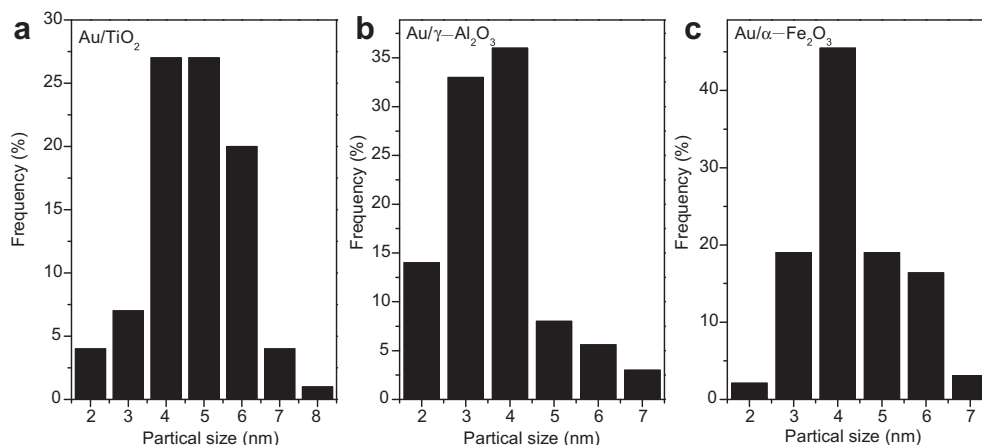 a
Au/TiO₂
Frequency (%)
30
25
20
15
10
5
0
2 3 4 5 6 7 8
Partical size (nm)
b
Au/γ–Al₂O₃
Frequency (%)
35
30
25
20
15
10
5
0
2 3 4 5 6 7
Partical size (nm)
c
Au/α–Fe₂O₃
Frequency (%)
40
30
20
10
0
2 3 4 5 6 7
Partical size (nm)